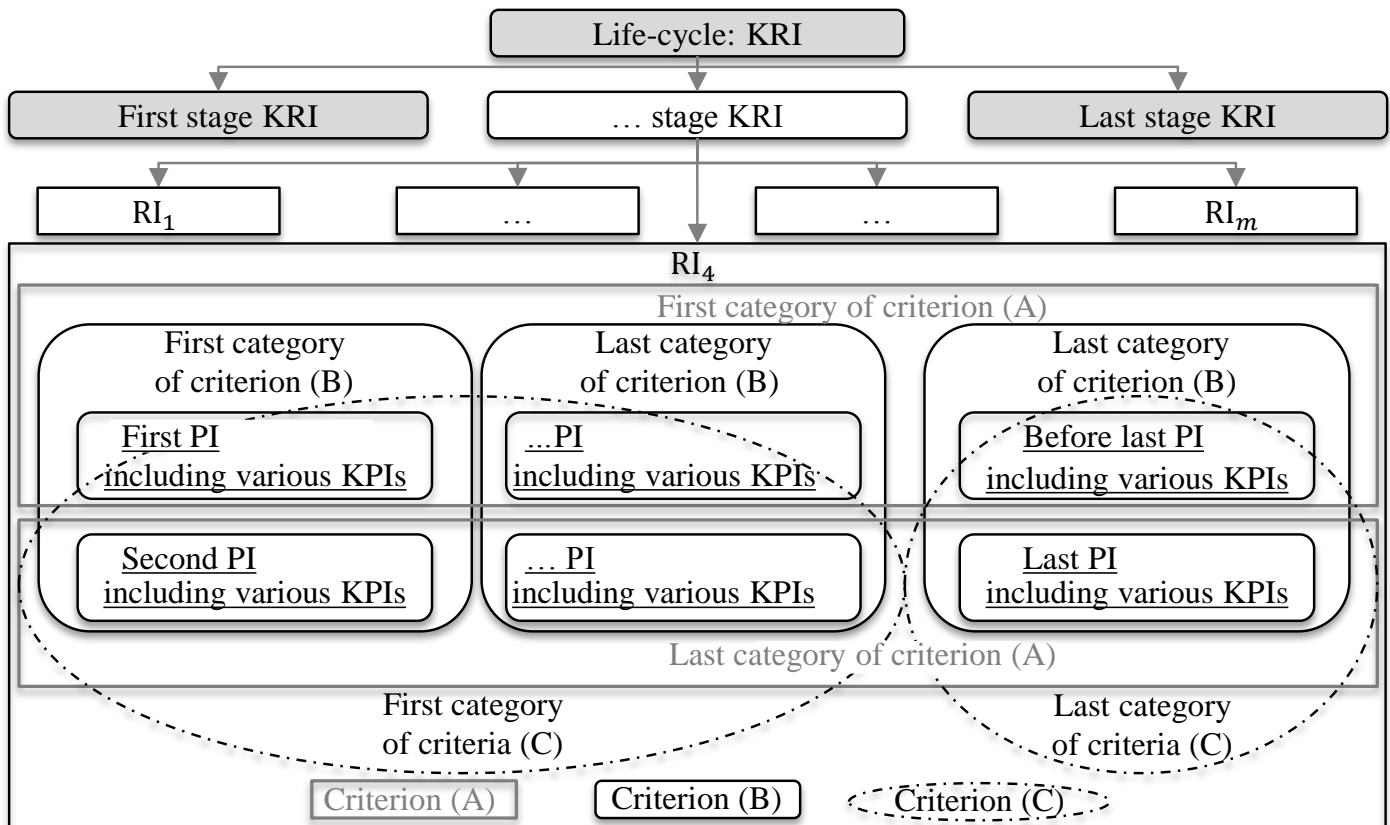 Life-cycle: KRI
First stage KRI
… stage KRI
Last stage KRI
RI₁
…
…
RIₘ
RI₄
First category of criterion (A)
First category
of criterion (B)
Last category
of criterion (B)
Last category
of criterion (B)
First PI
including various KPIs
…PI
including various KPIs
Before last PI
including various KPIs
Second PI
including various KPIs
… PI
including various KPIs
Last PI
including various KPIs
Last category of criterion (A)
First category
of criteria (C)
Last category
of criteria (C)
Criterion (A)
Criterion (B)
Criterion (C)